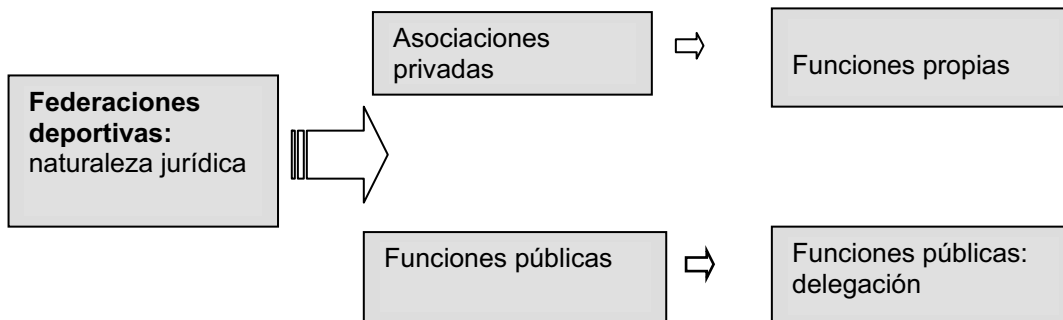 Federaciones
deportivas:
naturaleza jurídica
Asociaciones
privadas
Funciones propias
Funciones públicas
Funciones públicas:
delegación